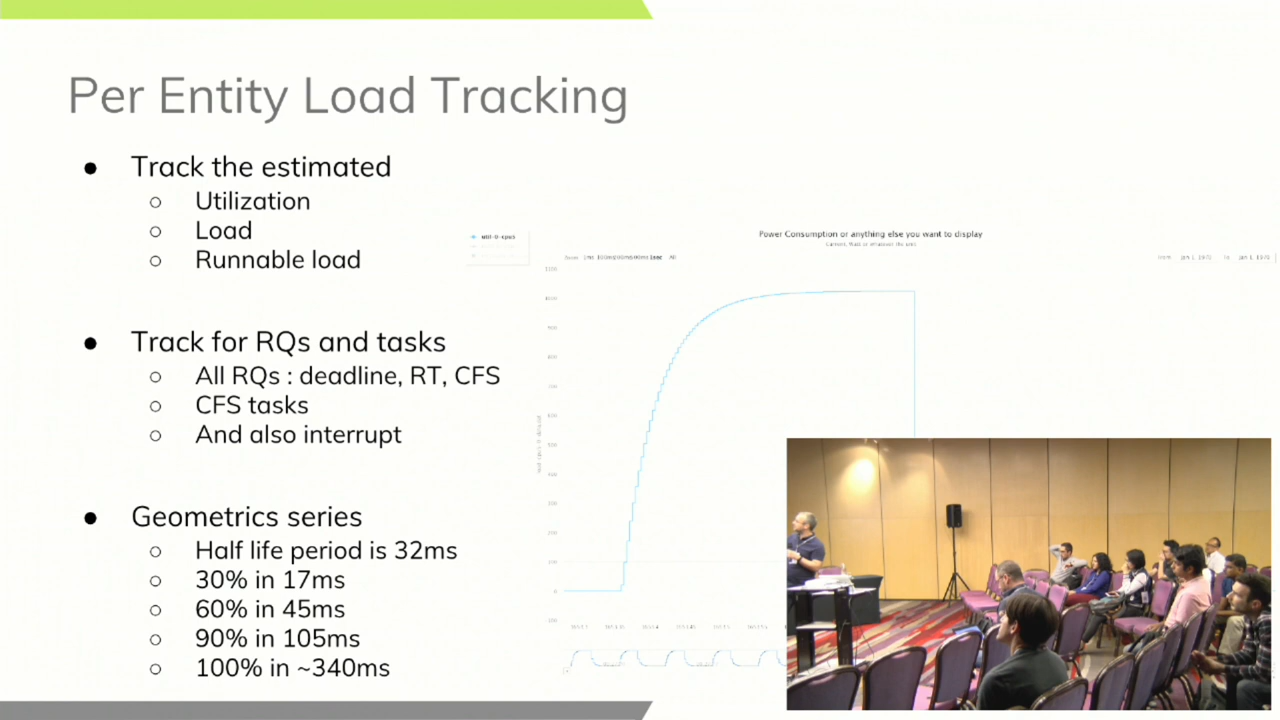 Per Entity Load Tracking
● Track the estimated
○ Utilization
○ Load
○ Runnable load
● Track for RQs and tasks
○ All RQs : deadline, RT, CFS
○ CFS tasks
○ And also interrupt
● Geometrics series
○ Half life period is 32ms
○ 30% in 17ms
○ 60% in 45ms
○ 90% in 105ms
○ 100% in ~340ms
Power Consumption or anything else you want to display